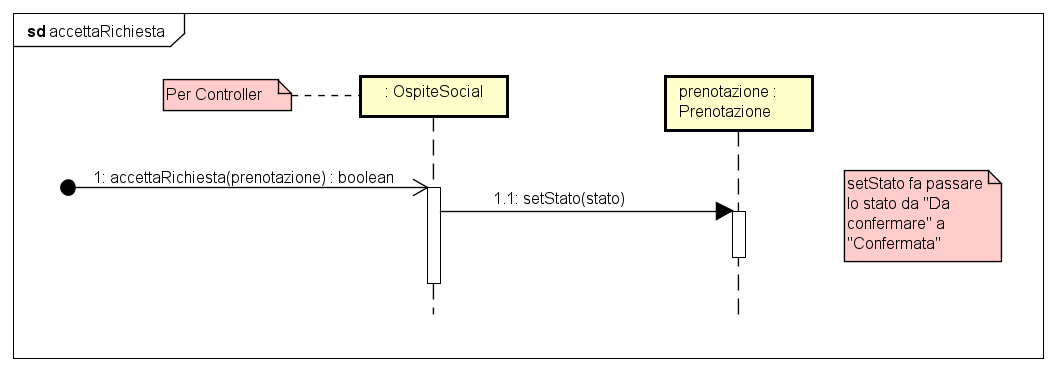 sd accettaRichiesta
Per Controller
: OspiteSocial
prenotazione :
Prenotazione
1: accettaRichiesta(prenotazione) : boolean
1.1: setStato(stato)
setStato fa passare
lo stato da "Da
confermare" a
"Confermata"